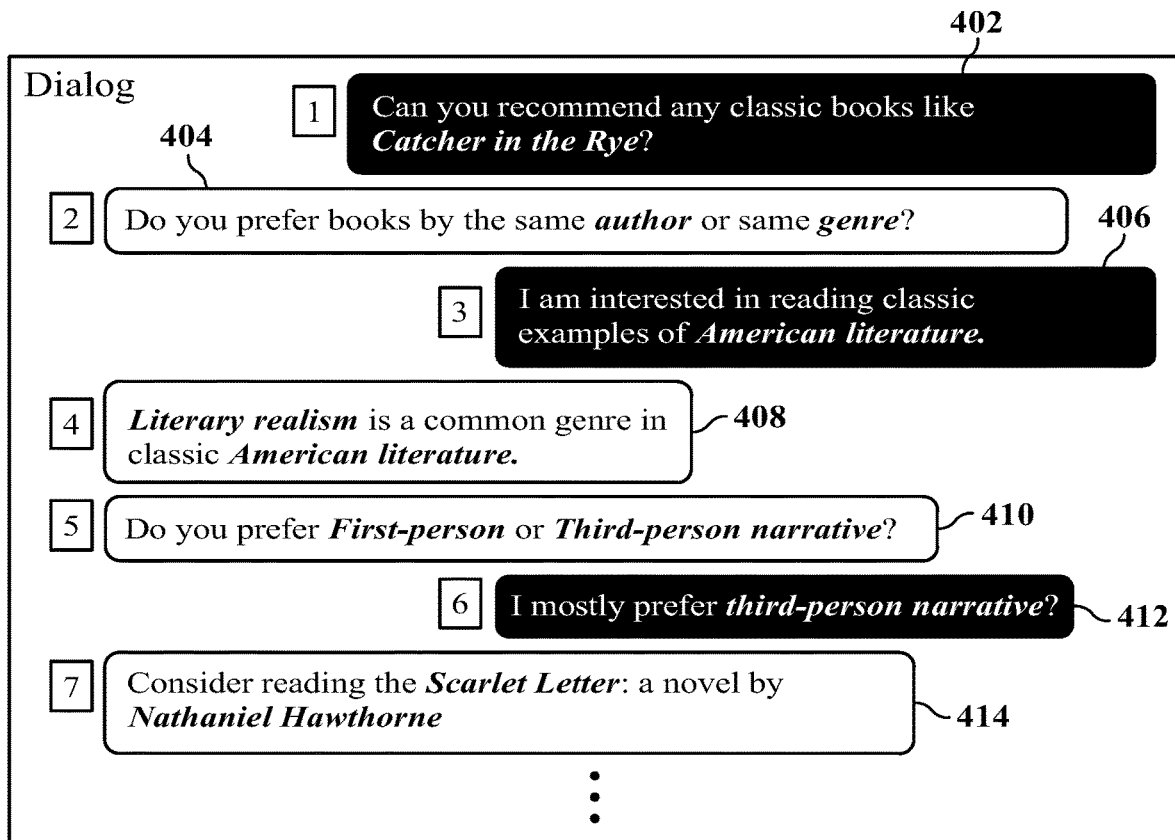 402
Dialog
1
Can you recommend any classic books like
Catcher in the Rye?
404
2
Do you prefer books by the same author or same genre?
406
3
I am interested in reading classic
examples of American literature.
4
Literary realism is a common genre in
classic American literature.
408
5
Do you prefer First-person or Third-person narrative?
410
6
I mostly prefer third-person narrative?
412
7
Consider reading the Scarlet Letter: a novel by
Nathaniel Hawthorne
414